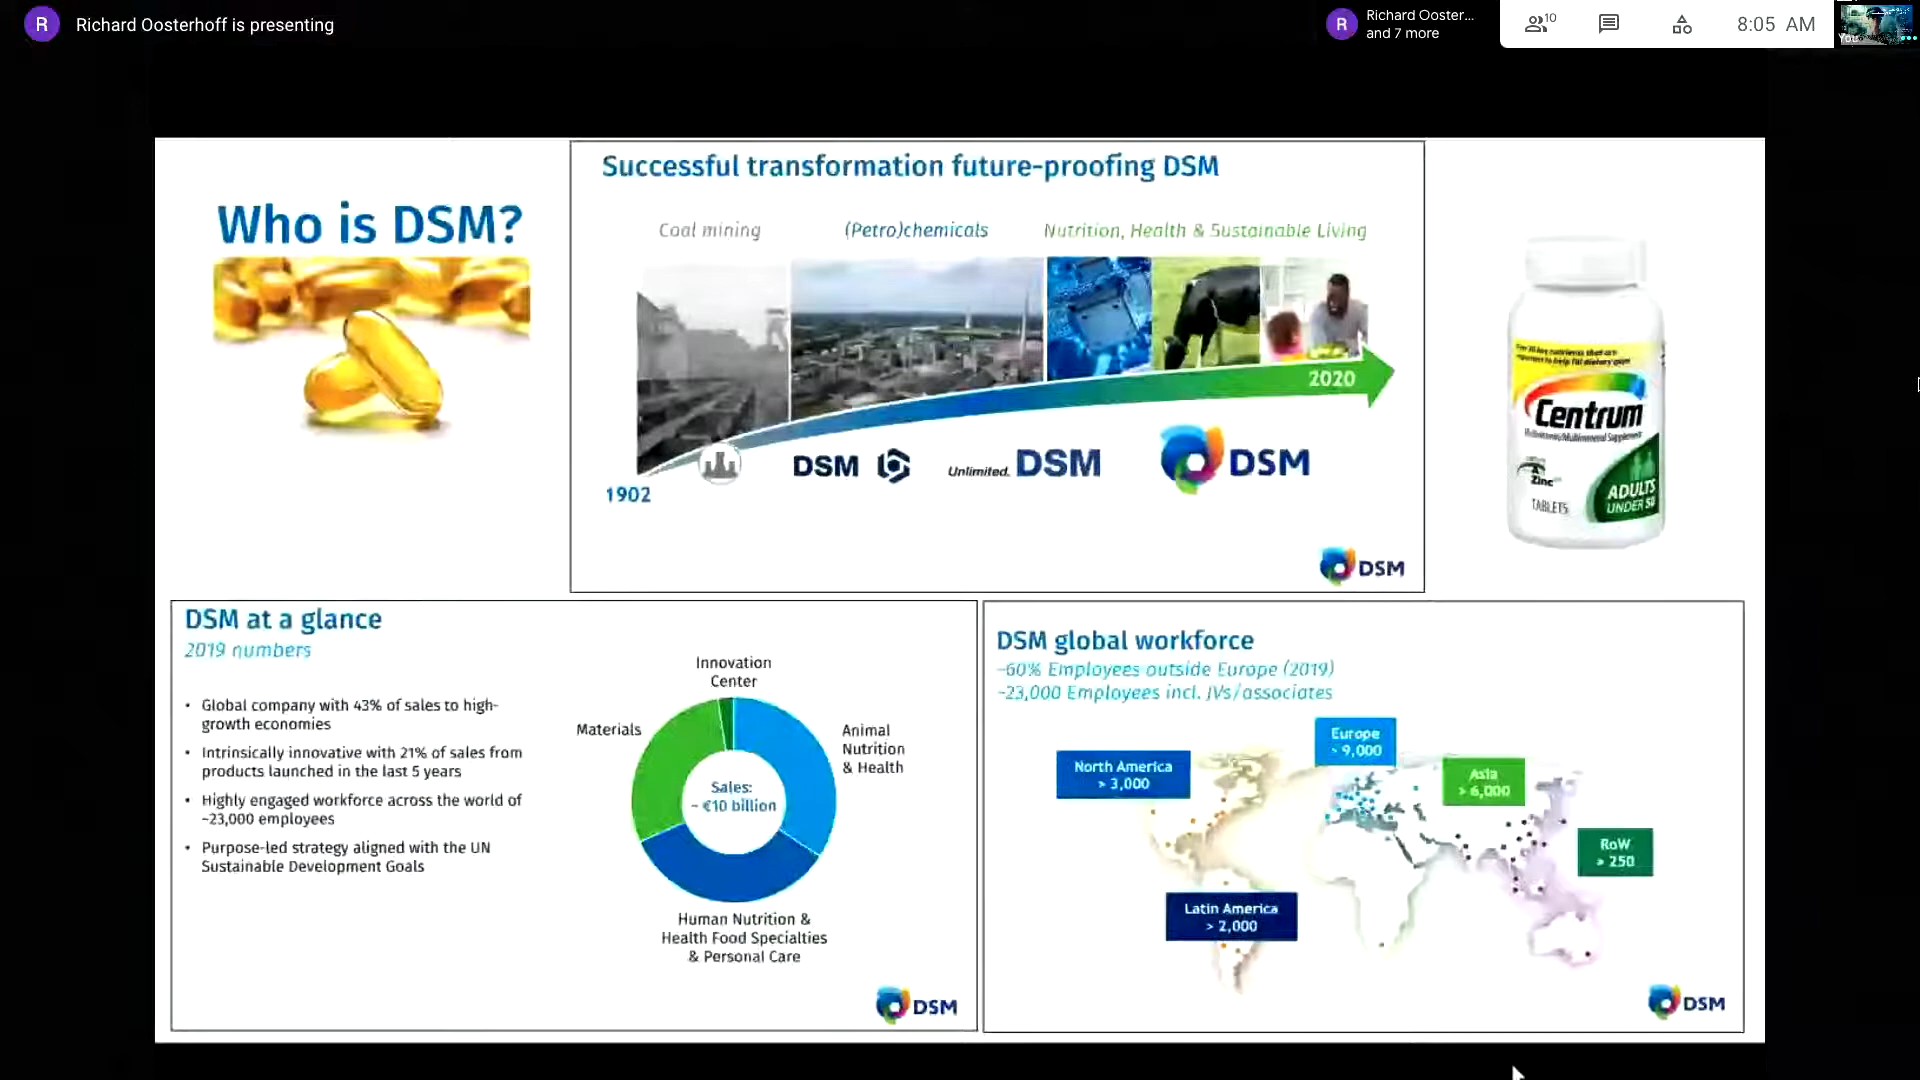 R
Richard Oosterhoff is presenting
R
Richard Ooster...
and 7 more
10
8:05 AM
You
Who is DSM?
Successful transformation future-proofing DSM
Coal mining
(Petro)chemicals
Nutrition, Health & Sustainable Living
2020
DSM
Unlimited. DSM
DSM
1902
DSM
Centrum
Multivitamin/Multimineral Supplement
Zinc
TABLETS
ADULTS
UNDER 50
DSM at a glance
2019 numbers
• Global company with 43% of sales to high-
growth economies
• Intrinsically innovative with 21% of sales from
products launched in the last 5 years
• Highly engaged workforce across the world of
~23,000 employees
• Purpose-led strategy aligned with the UN
Sustainable Development Goals
Innovation
Center
Materials
Animal
Nutrition
& Health
Sales:
~ €10 billion
Human Nutrition &
Health Food Specialties
& Personal Care
DSM
DSM global workforce
~60% Employees outside Europe (2019)
~23,000 Employees incl. JVs/associates
Europe
> 9,000
North America
> 3,000
Asia
> 6,000
RoW
> 250
Latin America
> 2,000
DSM